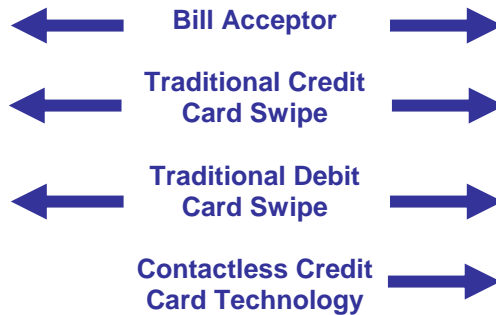 Bill Acceptor
Traditional Credit
Card Swipe
Traditional Debit
Card Swipe
Contactless Credit
Card Technology